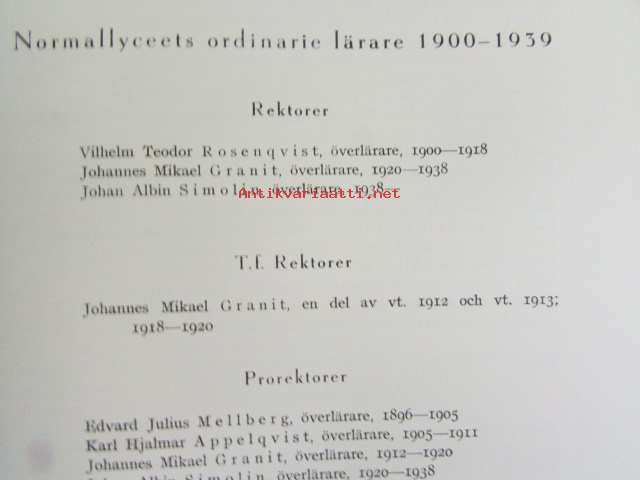 Normallyceets ordinarie lärare 1900–1939
Rektorer
Vilhelm Teodor Rosenqvist, överlärare, 1900—1918
Johannes Mikael Granit, överlärare, 1920—1938
Johan Albin Simolin, överlärare, 1938—
Antikvariaatti.net
T.f. Rektorer
Johannes Mikael Granit, en del av vt. 1912 och vt. 1913;
1918—1920
Prorektorer
Edvard Julius Mellberg, överlärare, 1896—1905
Karl Hjalmar Appelqvist, överlärare, 1905—1911
Johannes Mikael Granit, överlärare, 1912—1920
Johan Albin Simolin, överlärare, 1920—1938